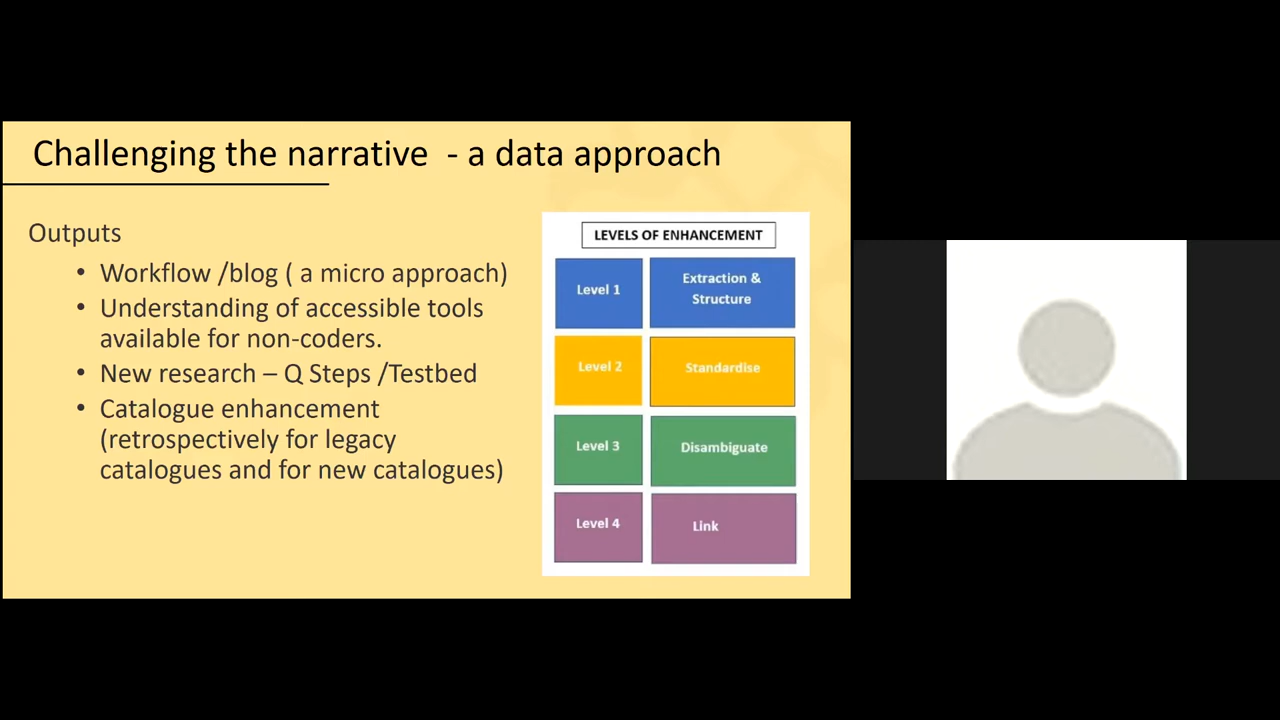 Challenging the narrative  - a data approach
Outputs
• Workflow /blog ( a micro approach)
• Understanding of accessible tools
available for non-coders.
• New research – Q Steps /Testbed
• Catalogue enhancement
(retrospectively for legacy
catalogues and for new catalogues)
LEVELS OF ENHANCEMENT
Level 1
Extraction &
Structure
Level 2
Standardise
Level 3
Disambiguate
Level 4
Link